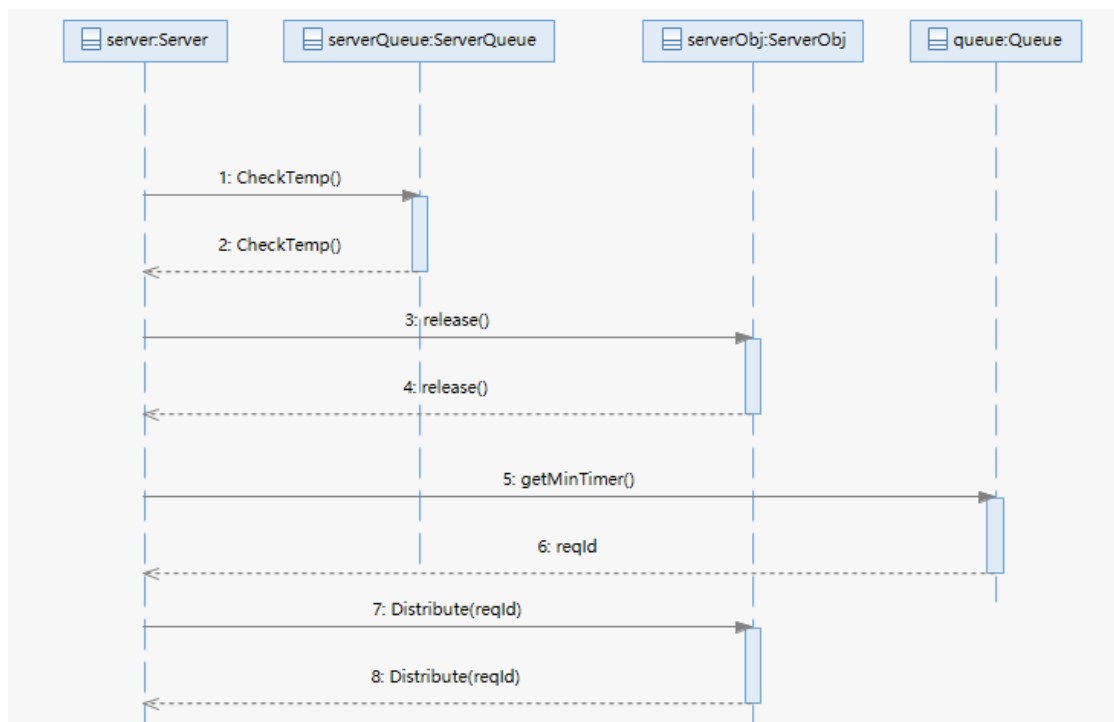 server:Server
serverQueue:ServerQueue
serverObj:ServerObj
queue:Queue
1: CheckTemp()
2: CheckTemp()
3: release()
4: release()
5: getMinTimer()
6: reqId
7: Distribute(reqId)
8: Distribute(reqId)